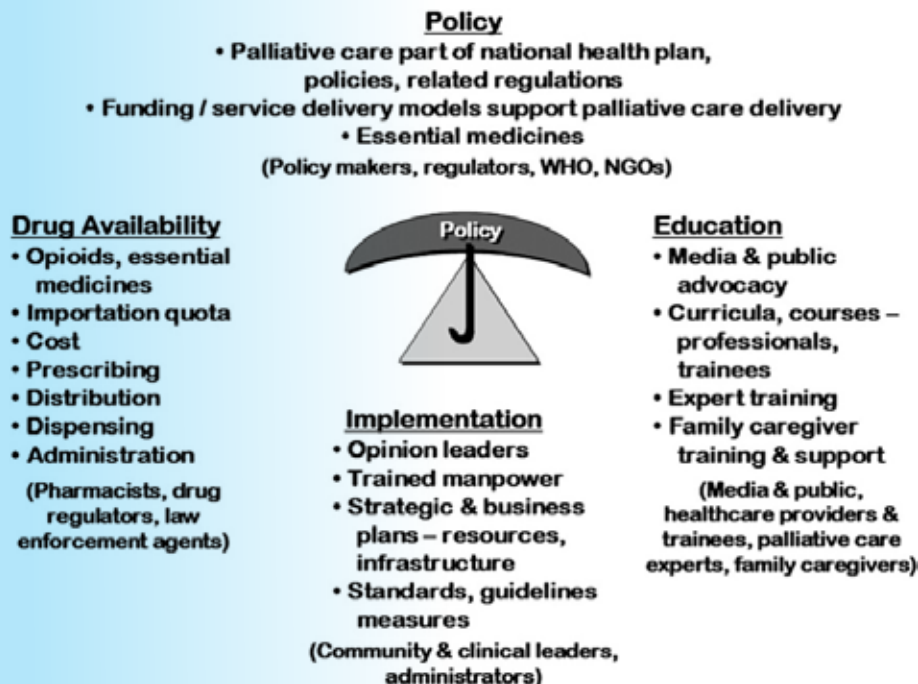 Policy
• Palliative care part of national health plan,
policies, related regulations
• Funding / service delivery models support palliative care delivery
• Essential medicines
(Policy makers, regulators, WHO, NGOs)
Drug Availability
• Opioids, essential
medicines
• Importation quota
• Cost
• Prescribing
• Distribution
• Dispensing
• Administration
(Pharmacists, drug
regulators, law
enforcement agents)
Policy
Implementation
• Opinion leaders
• Trained manpower
• Strategic & business
plans – resources,
infrastructure
• Standards, guidelines
measures
(Community & clinical leaders,
administrators)
Education
• Media & public
advocacy
• Curricula, courses –
professionals,
trainees
• Expert training
• Family caregiver
training & support
(Media & public,
healthcare providers &
trainees, palliative care
experts, family caregivers)